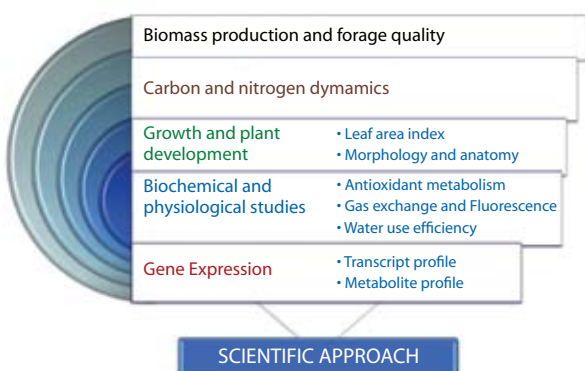 Biomass production and forage quality
Carbon and nitrogen dymamics
Growth and plant
development
• Leaf area index
• Morphology and anatomy
Biochemical and
physiological studies
• Antioxidant metabolism
• Gas exchange and Fluorescence
• Water use efficiency
Gene Expression
• Transcript profile
• Metabolite profile
SCIENTIFIC APPROACH